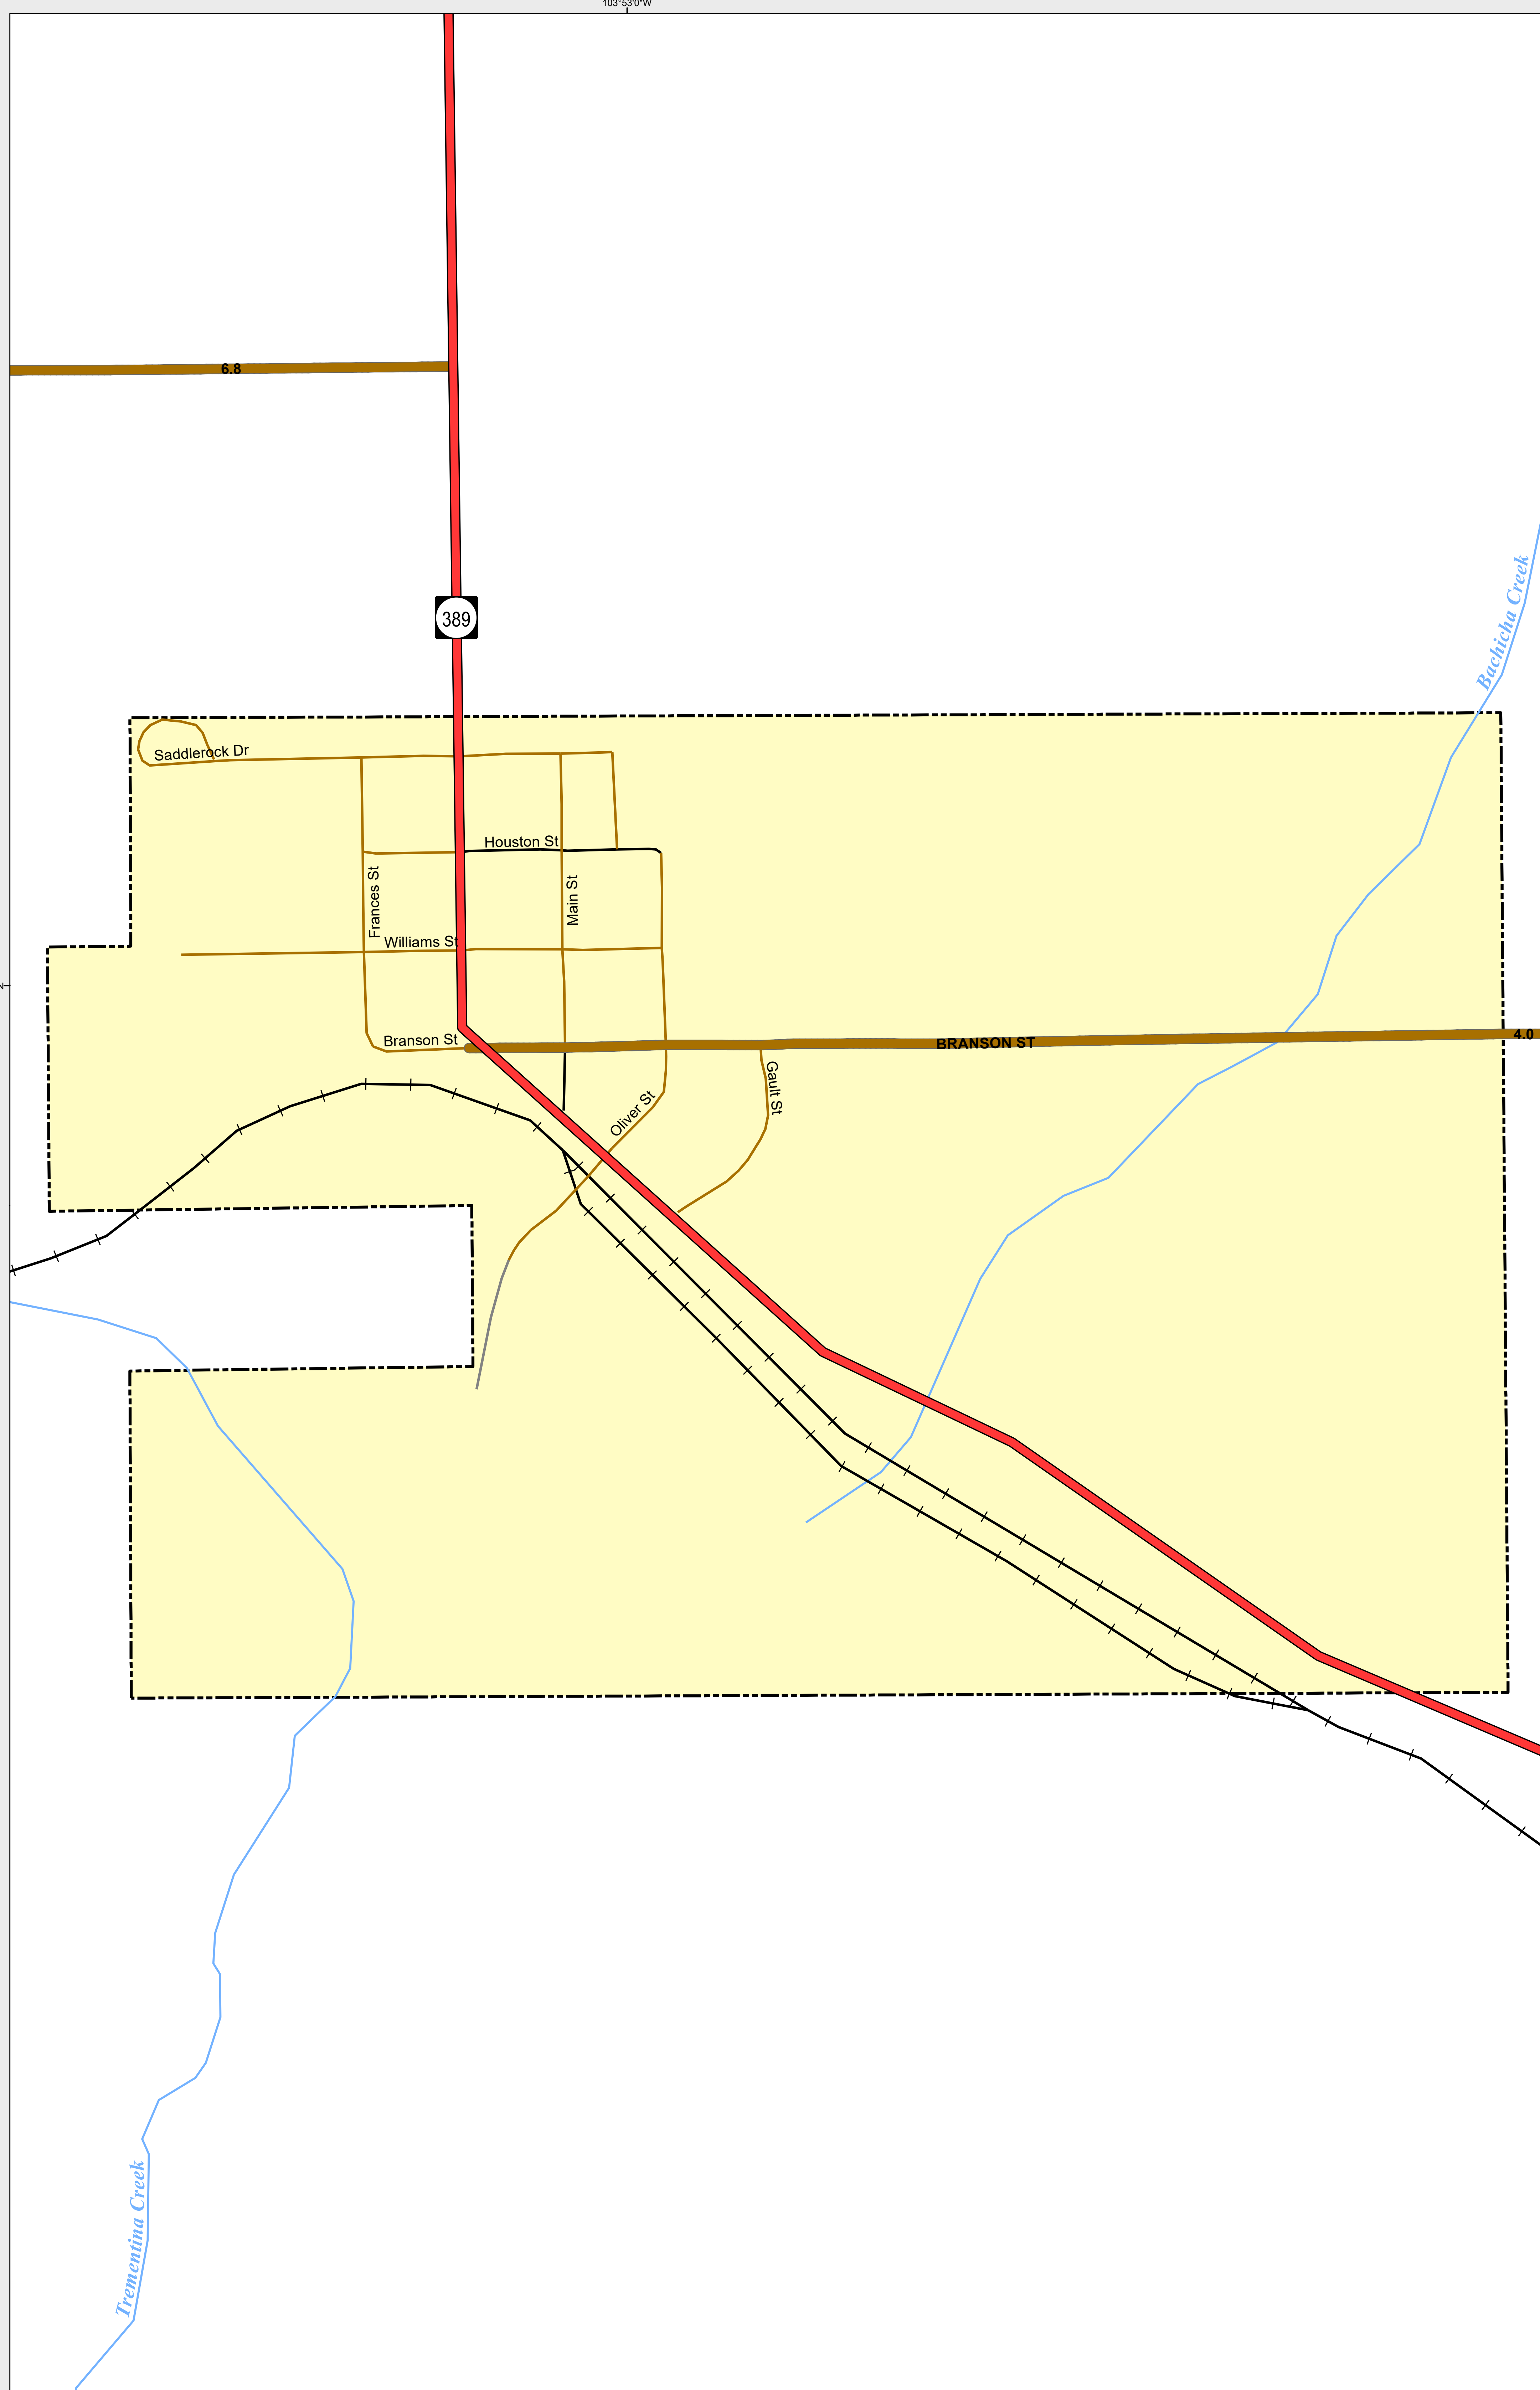 103°53'0"W
6.8
389
Bachicha Creek
Saddlerock Dr
Houston St
Frances St
Main St
Williams St
Branson St
BRANSON ST
4.0
Gault St
Oliver St
Trementina Creek